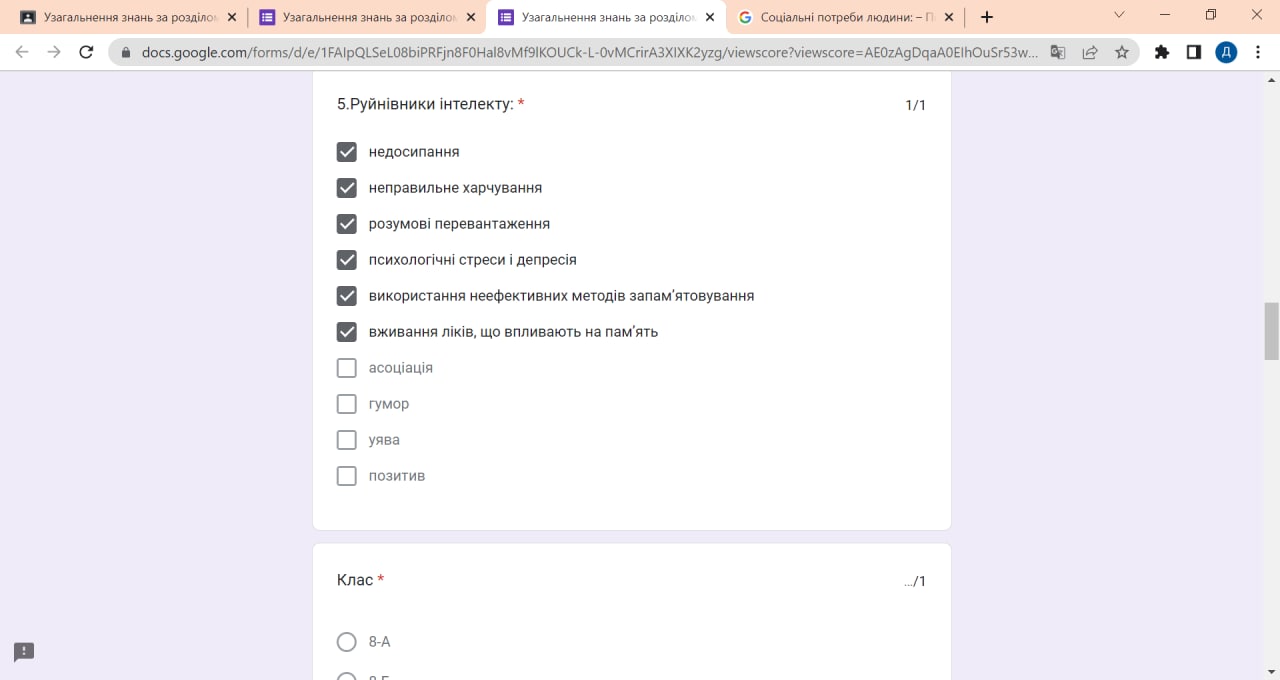 Узагальнення знань за розділом
Узагальнення знань за розділом
Узагальнення знань за розділом
Соціальні потреби людини: –
docs.google.com/forms/d/e/1FAIpQLSeL08biPRFjn8F0Hal8vMf9lKOUCk-L-0vMCrirA3XIXK2yzg/viewscore?viewscore=AE0zAgDqaA0EIhOuSr53w...
Д
5.Руйнівники інтелекту: *
1/1
недосипання
неправильне харчування
розумові перевантаження
психологічні стреси і депресія
використання неефективних методів запам’ятовування
вживання ліків, що впливають на пам’ять
асоціація
гумор
уява
позитив
Клас *
.../1
8-А